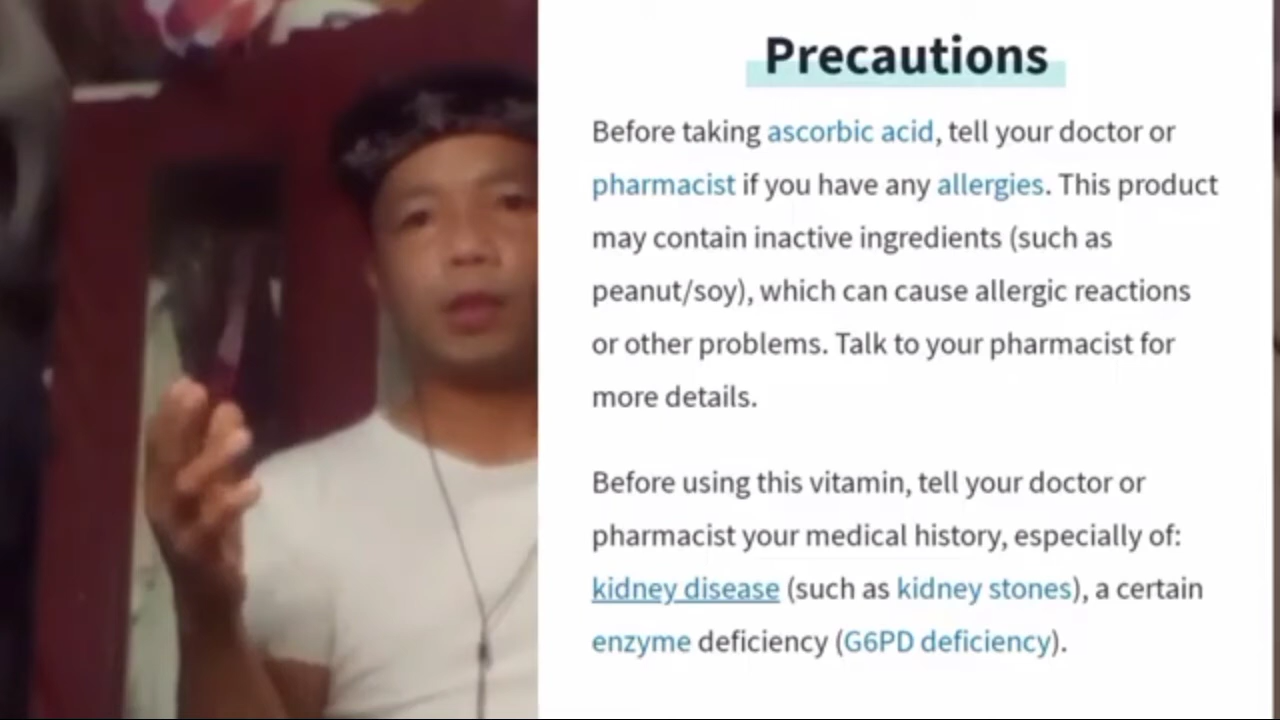 Precautions
Before taking ascorbic acid, tell your doctor or
pharmacist if you have any allergies. This product
may contain inactive ingredients (such as
peanut/soy), which can cause allergic reactions
or other problems. Talk to your pharmacist for
more details.
Before using this vitamin, tell your doctor or
pharmacist your medical history, especially of:
kidney disease (such as kidney stones), a certain
enzyme deficiency (G6PD deficiency).